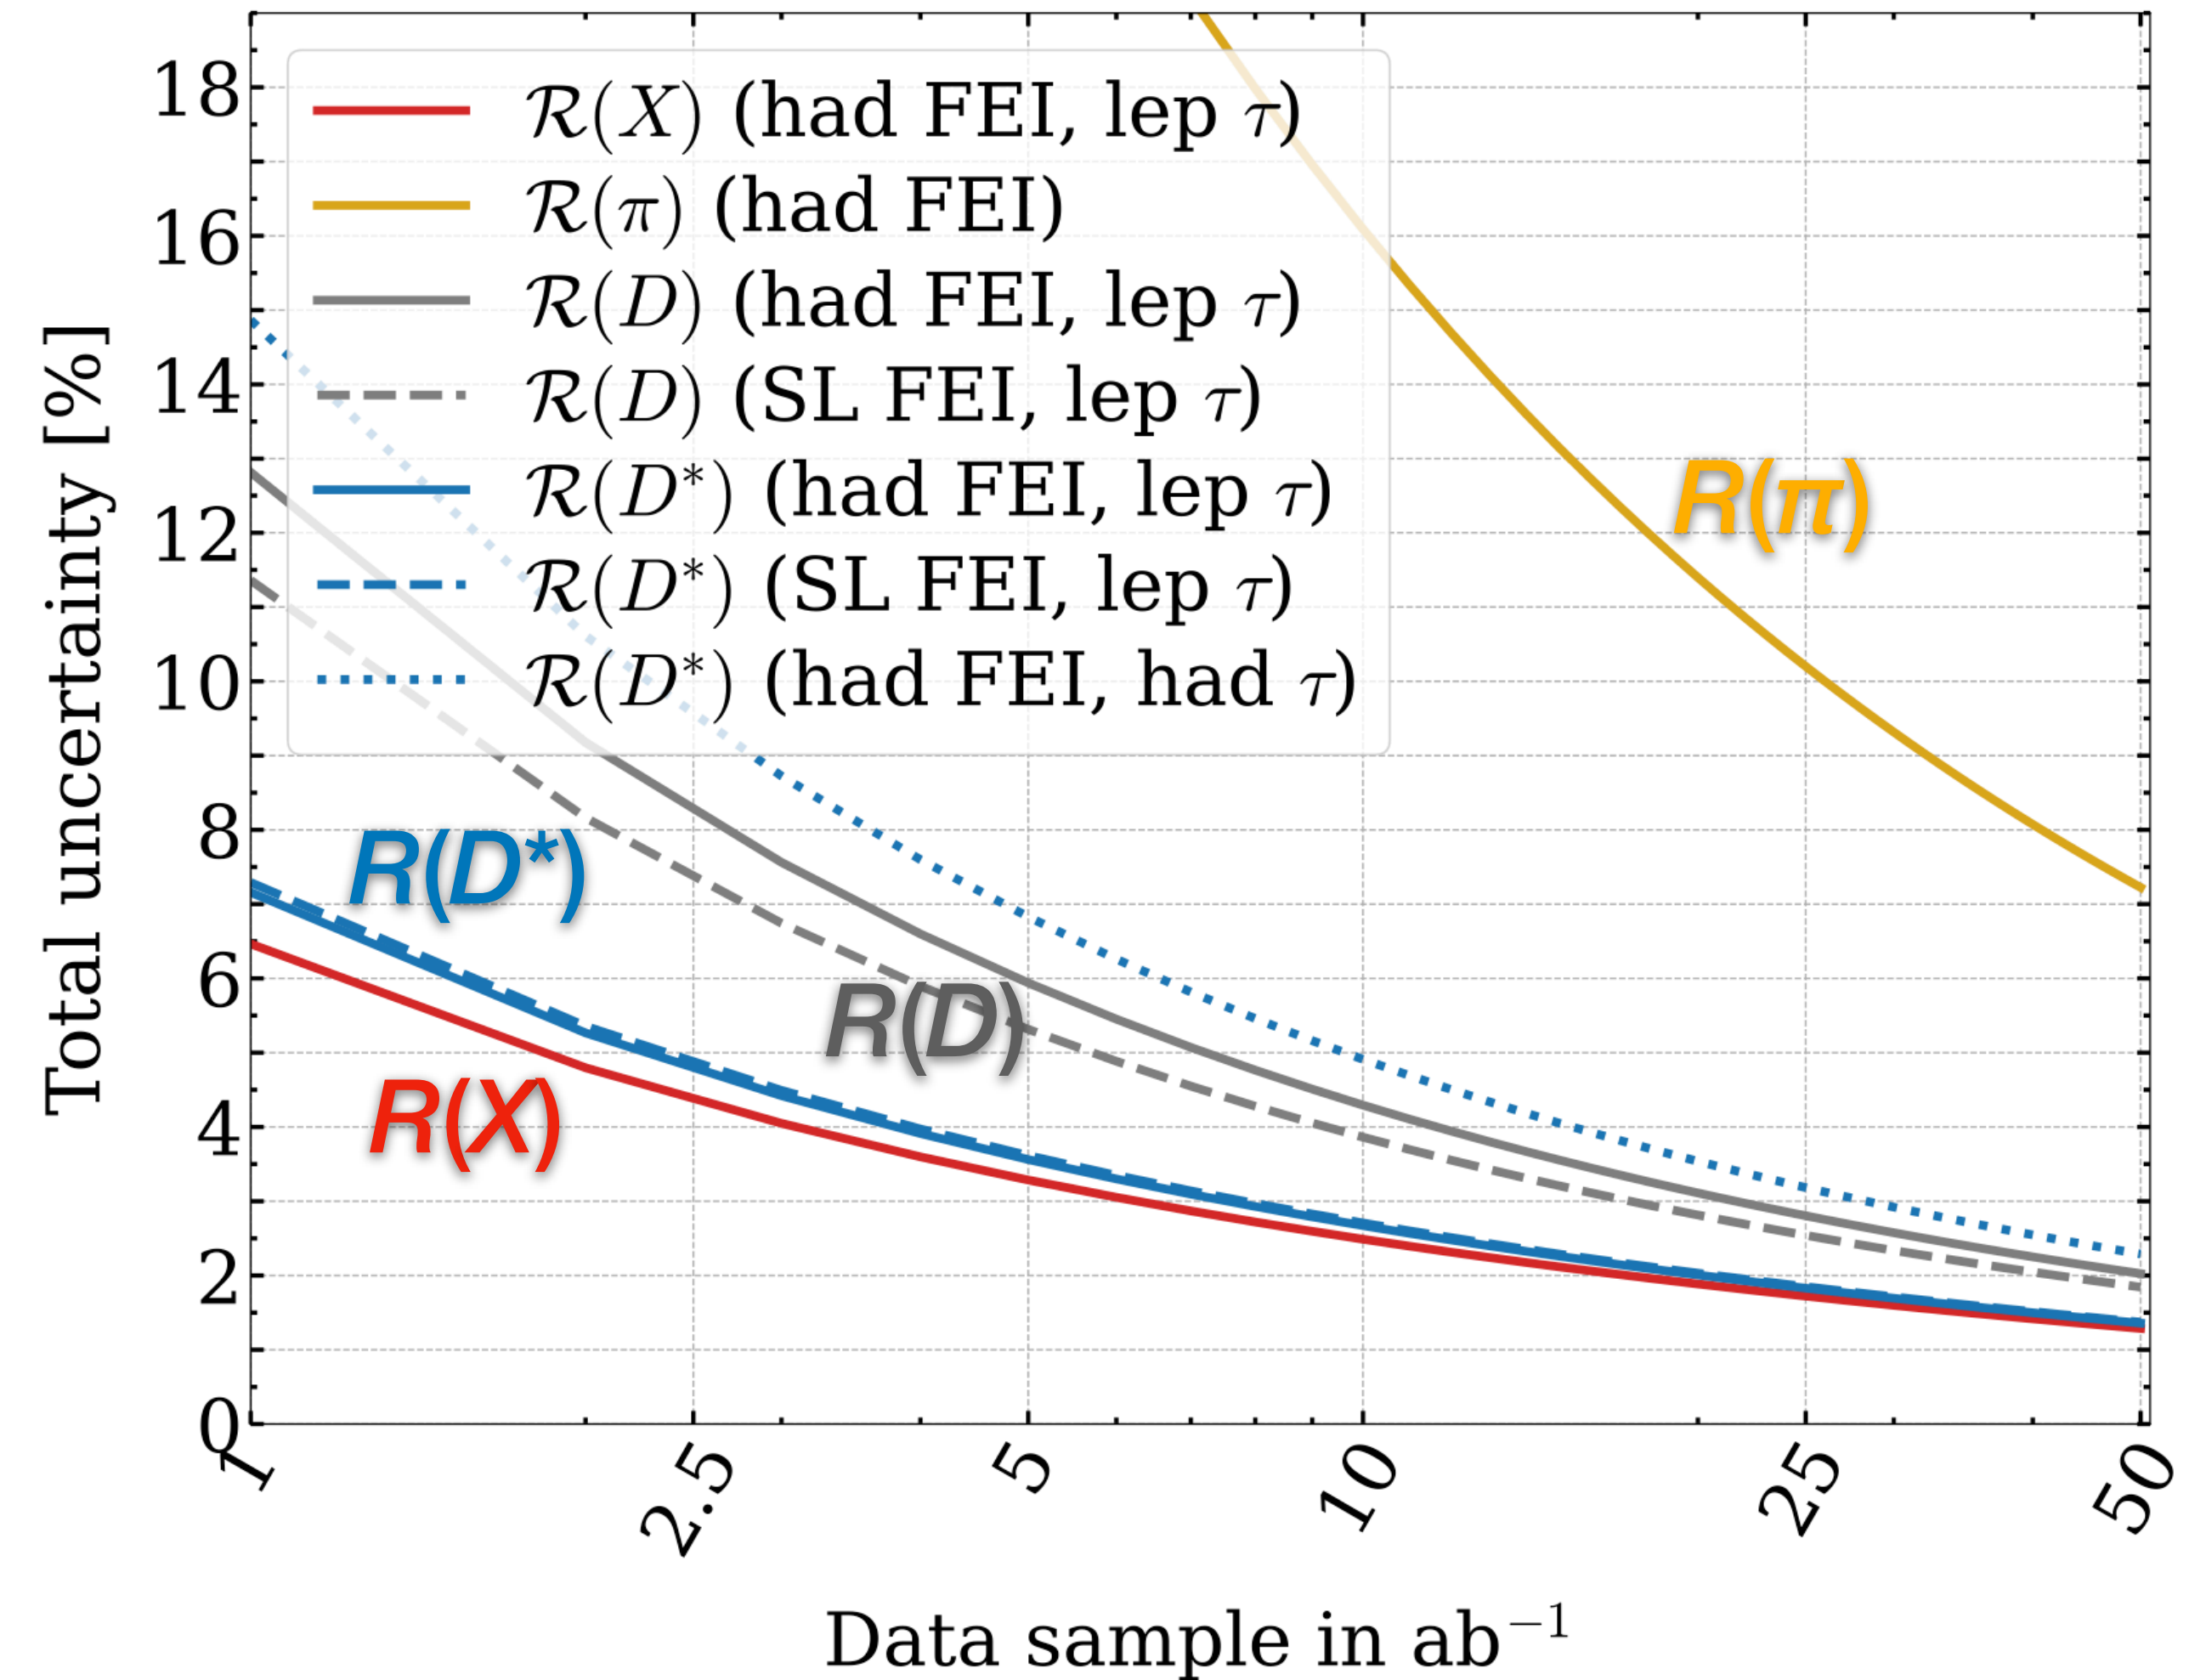 Total uncertainty [%]
18
16
14
12
10
8
6
4
2
0
ℛ(X) (had FEI, lep τ)
ℛ(π) (had FEI)
ℛ(D) (had FEI, lep τ)
ℛ(D) (SL FEI, lep τ)
ℛ(D*) (had FEI, lep τ)
ℛ(D*) (SL FEI, lep τ)
ℛ(D*) (had FEI, had τ)
R(π)
R(D*)
R(D)
R(X)
1 2.5 5 10 25 50
Data sample in ab⁻¹